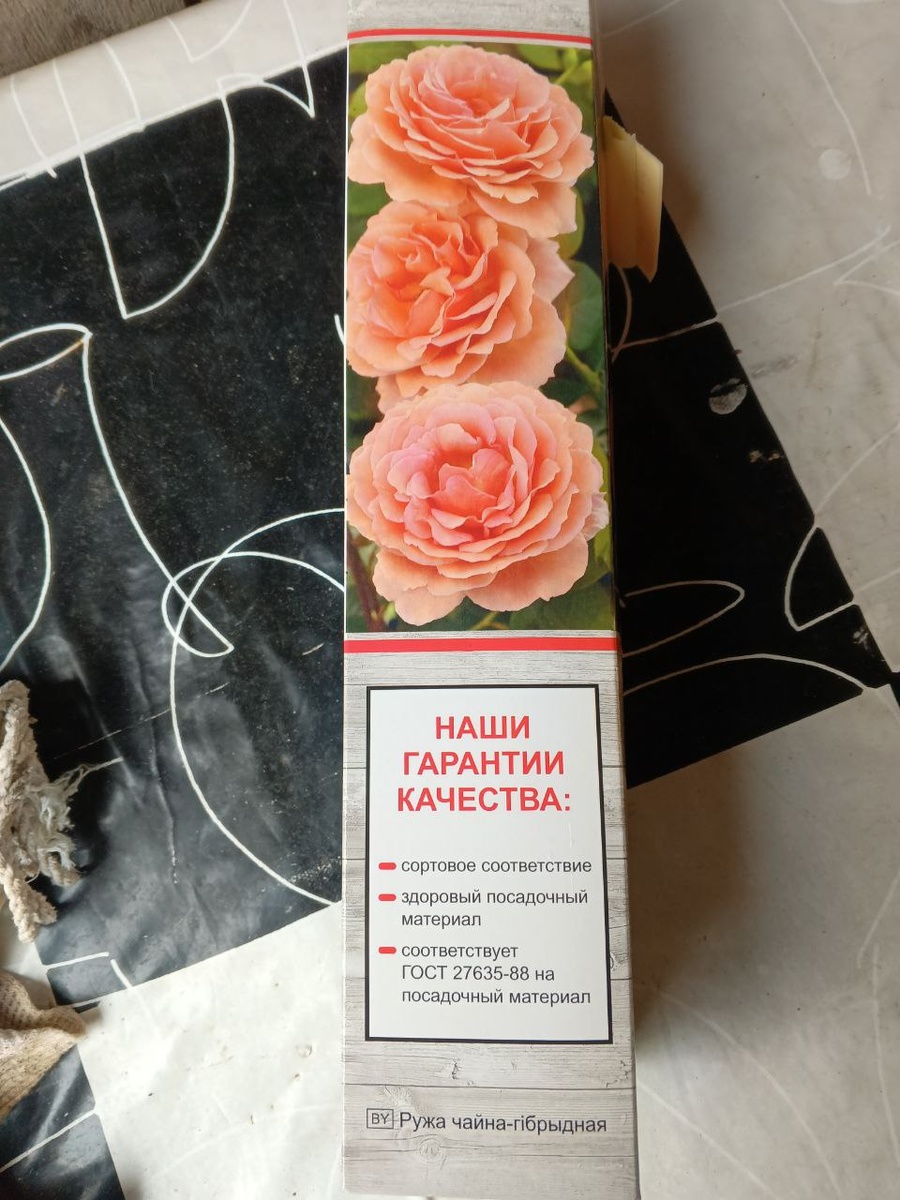 НАШИ
ГАРАНТИИ
КАЧЕСТВА:
сортовое соответствие
здоровый посадочный
материал
соответствует
ГОСТ 27635-88 на
посадочный материал
BY Ружа чайна-гібрыдная